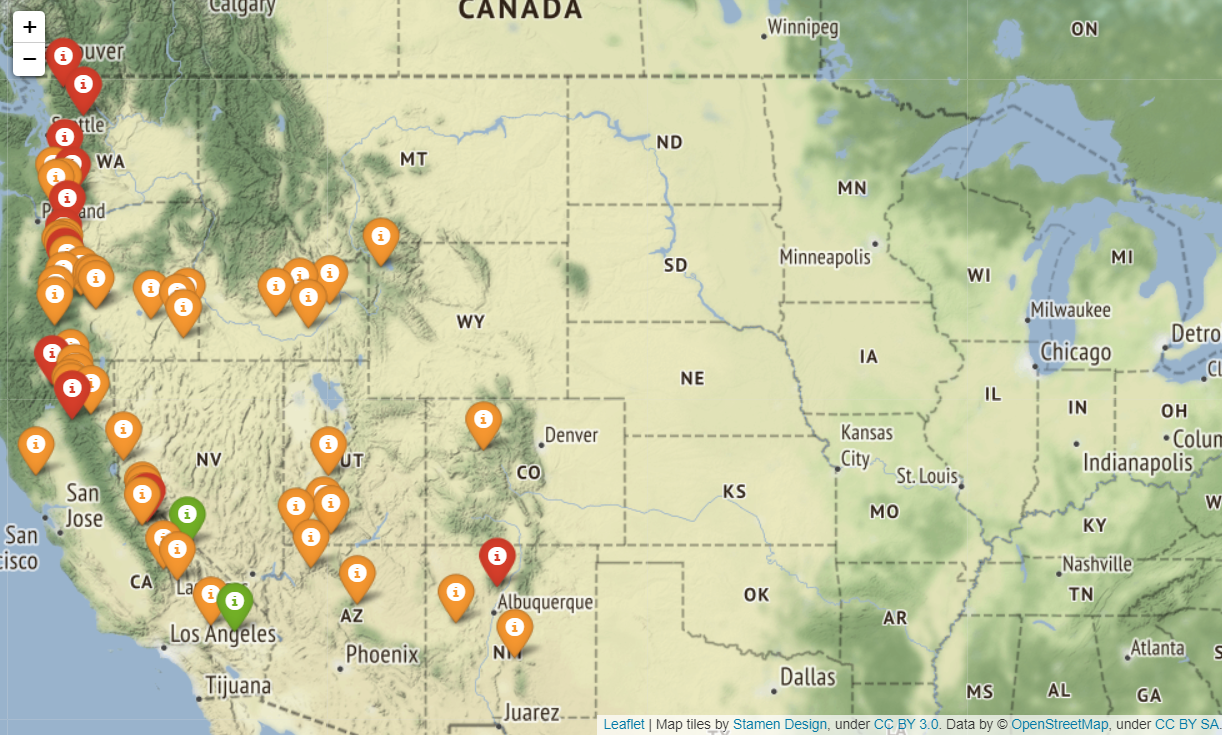 Calgary
CANADA
Winnipeg
ON
+
−
ND
MT
WA
MN
Minneapolis
SD
WI
MI
WY
Milwaukee
Detro
Chicago
IA
NE
IL
IN
OH
Denver
Kansas
City
Colum
Indianapolis
NV
UT
CO
St. Louis
KS
MO
San
Jose
San
cisco
KY
Nashville
TN
CA
OK
Albuquerque
AZ
AR
Los Angeles
Phoenix
NM
Atlanta
Dallas
Tijuana
MS
AL
GA
Juarez
Leaflet | Map tiles by Stamen Design, under CC BY 3.0. Data by © OpenStreetMap, under CC BY SA.